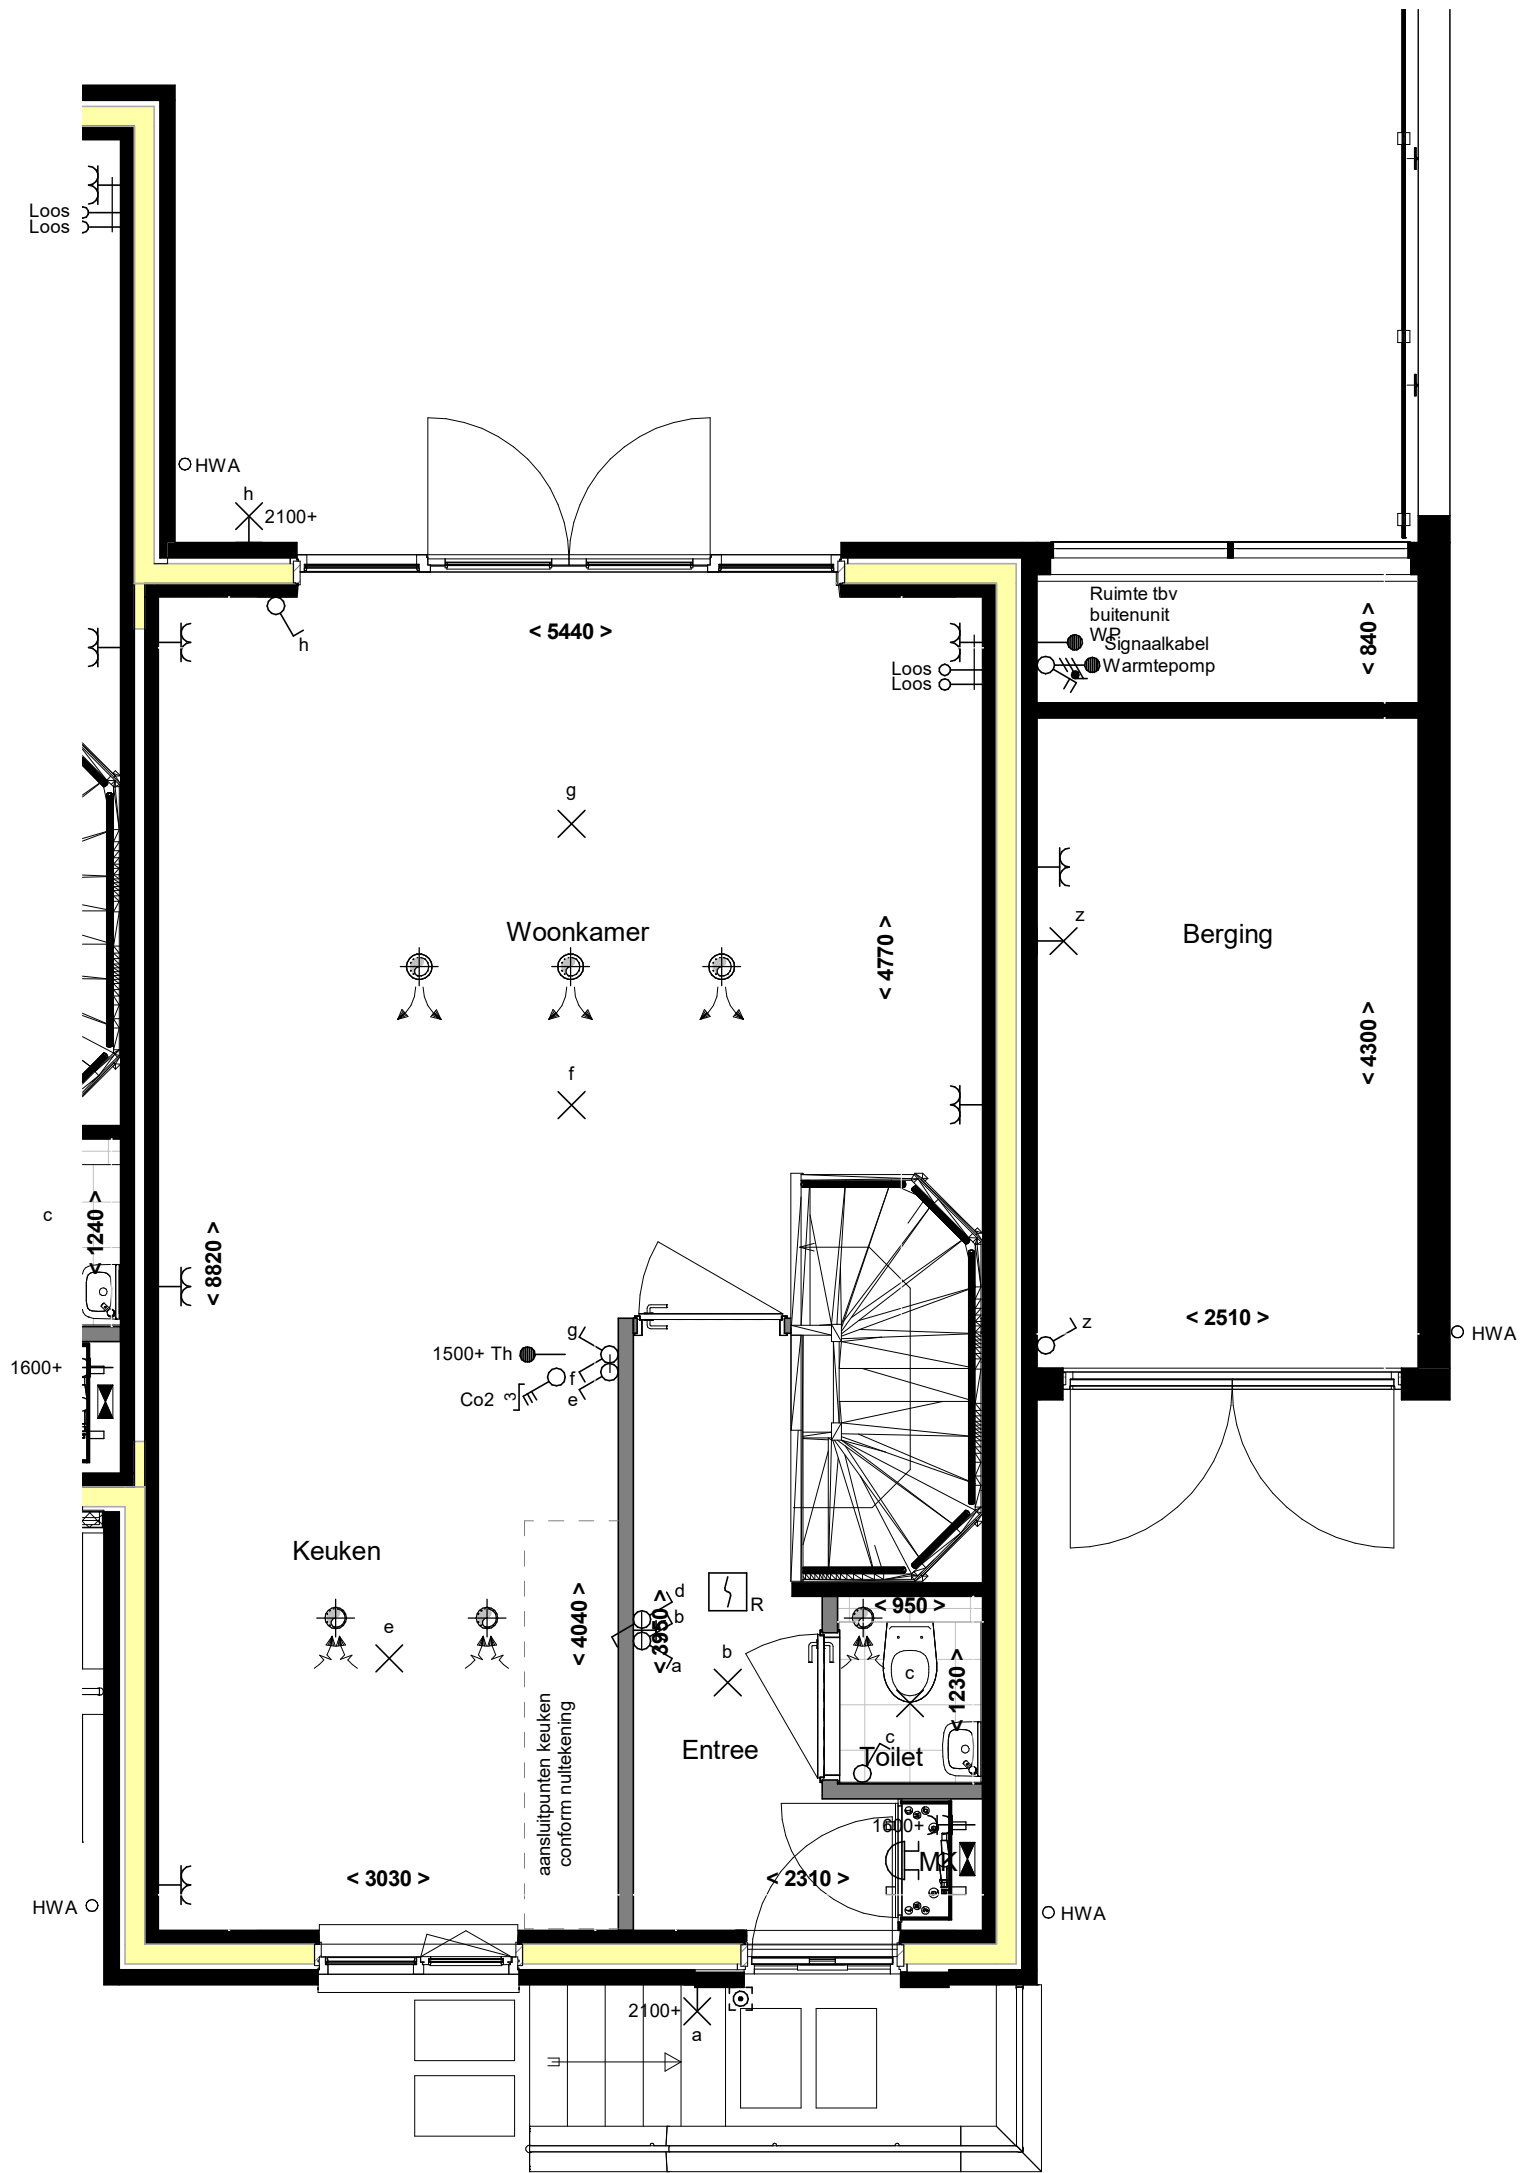 Loos
Loos
HWA
h
2100+
h
< 5440 >
Ruimte tbv
buitenunit
WP
Signaalkabel
Warmtepomp
< 840 >
Loos
Loos
g
Woonkamer
< 4770 >
z
Berging
< 4300 >
f
c
< 1240 >
< 8820 >
< 2510 >
z
HWA
g
1500+ Th
f
Co2
3
e
1600+
Keuken
e
< 4040 >
aansluitpunten keuken
conform nultekening
< 3950 >
d
b
a
R
b
< 950 >
c
< 1230 >
Entree
c
Toilet
1600+
MK
< 3030 >
< 2310 >
HWA
HWA
2100+
a